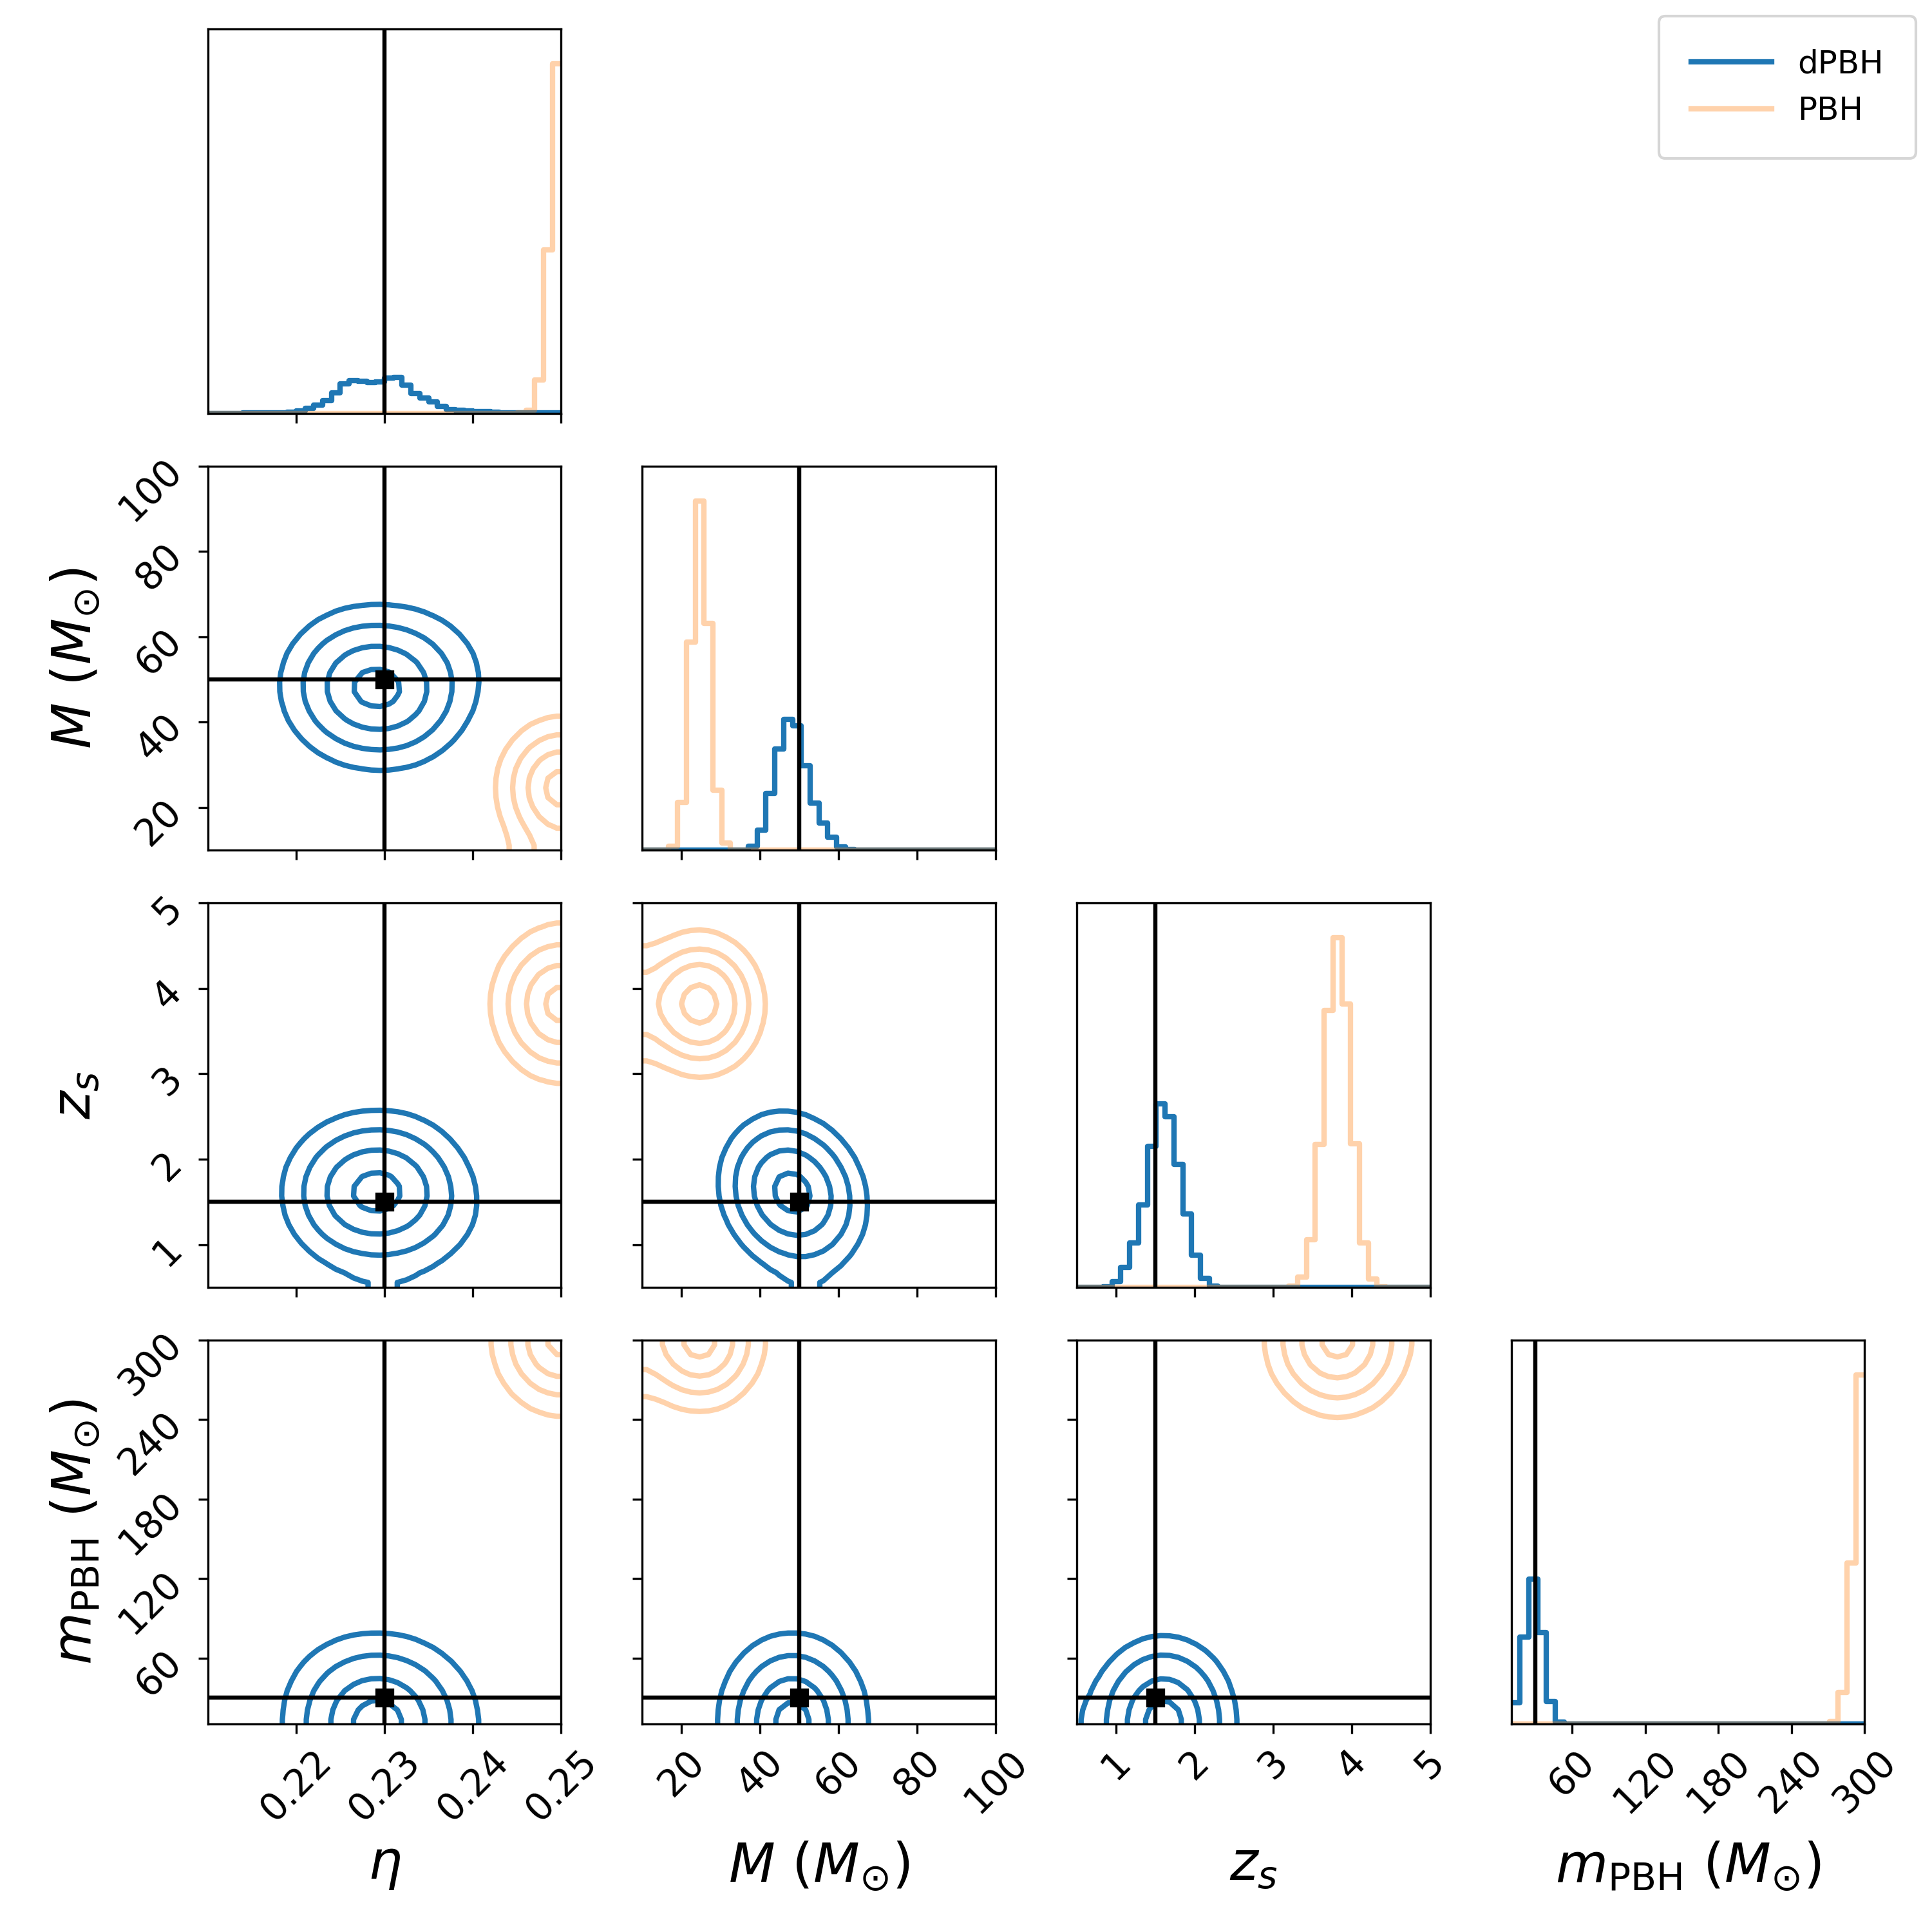 dPBH
PBH
100
80
60
40
20
M (M⊙)
5
4
3
2
1
z_s
300
240
180
120
60
m_PBH (M⊙)
0.22 0.23 0.24 0.25
20 40 60 80 100
1 2 3 4 5
60 120 180 240 300
η
M (M⊙)
z_s
m_PBH (M⊙)